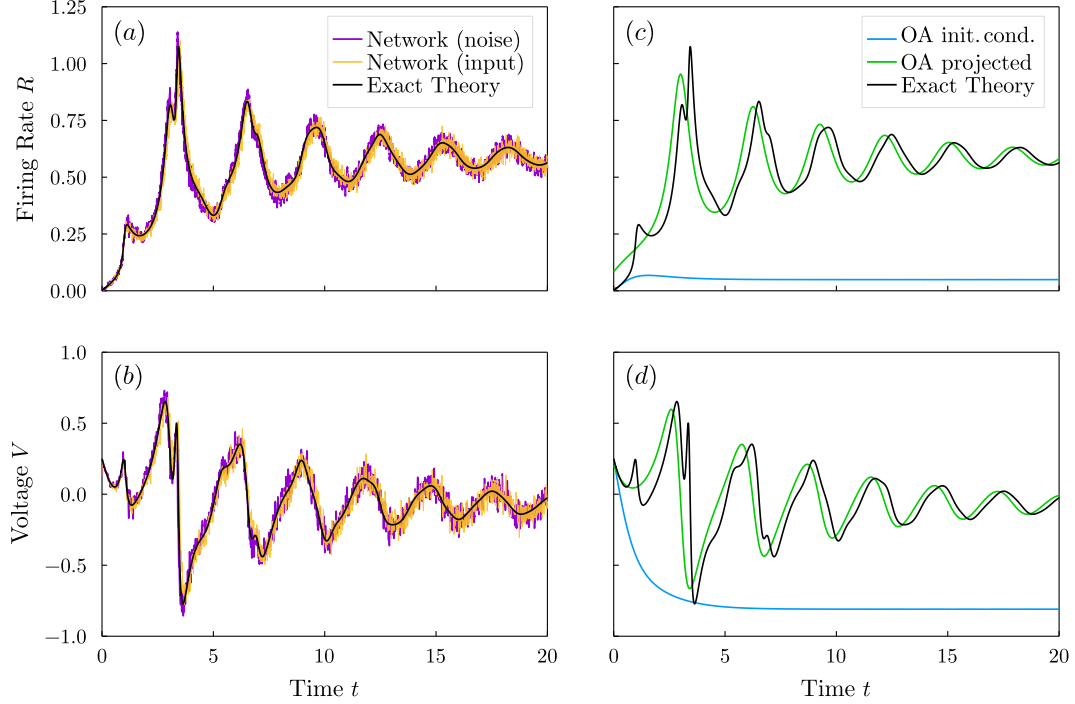 (a)
Network (noise)
Network (input)
Exact Theory
Firing Rate R
1.25
1.00
0.75
0.50
0.25
0.00
(c)
OA init. cond.
OA projected
Exact Theory
(b)
Voltage V
1.0
0.5
0.0
−0.5
−1.0
0
5
10
15
20
Time t
(d)
0
5
10
15
20
Time t